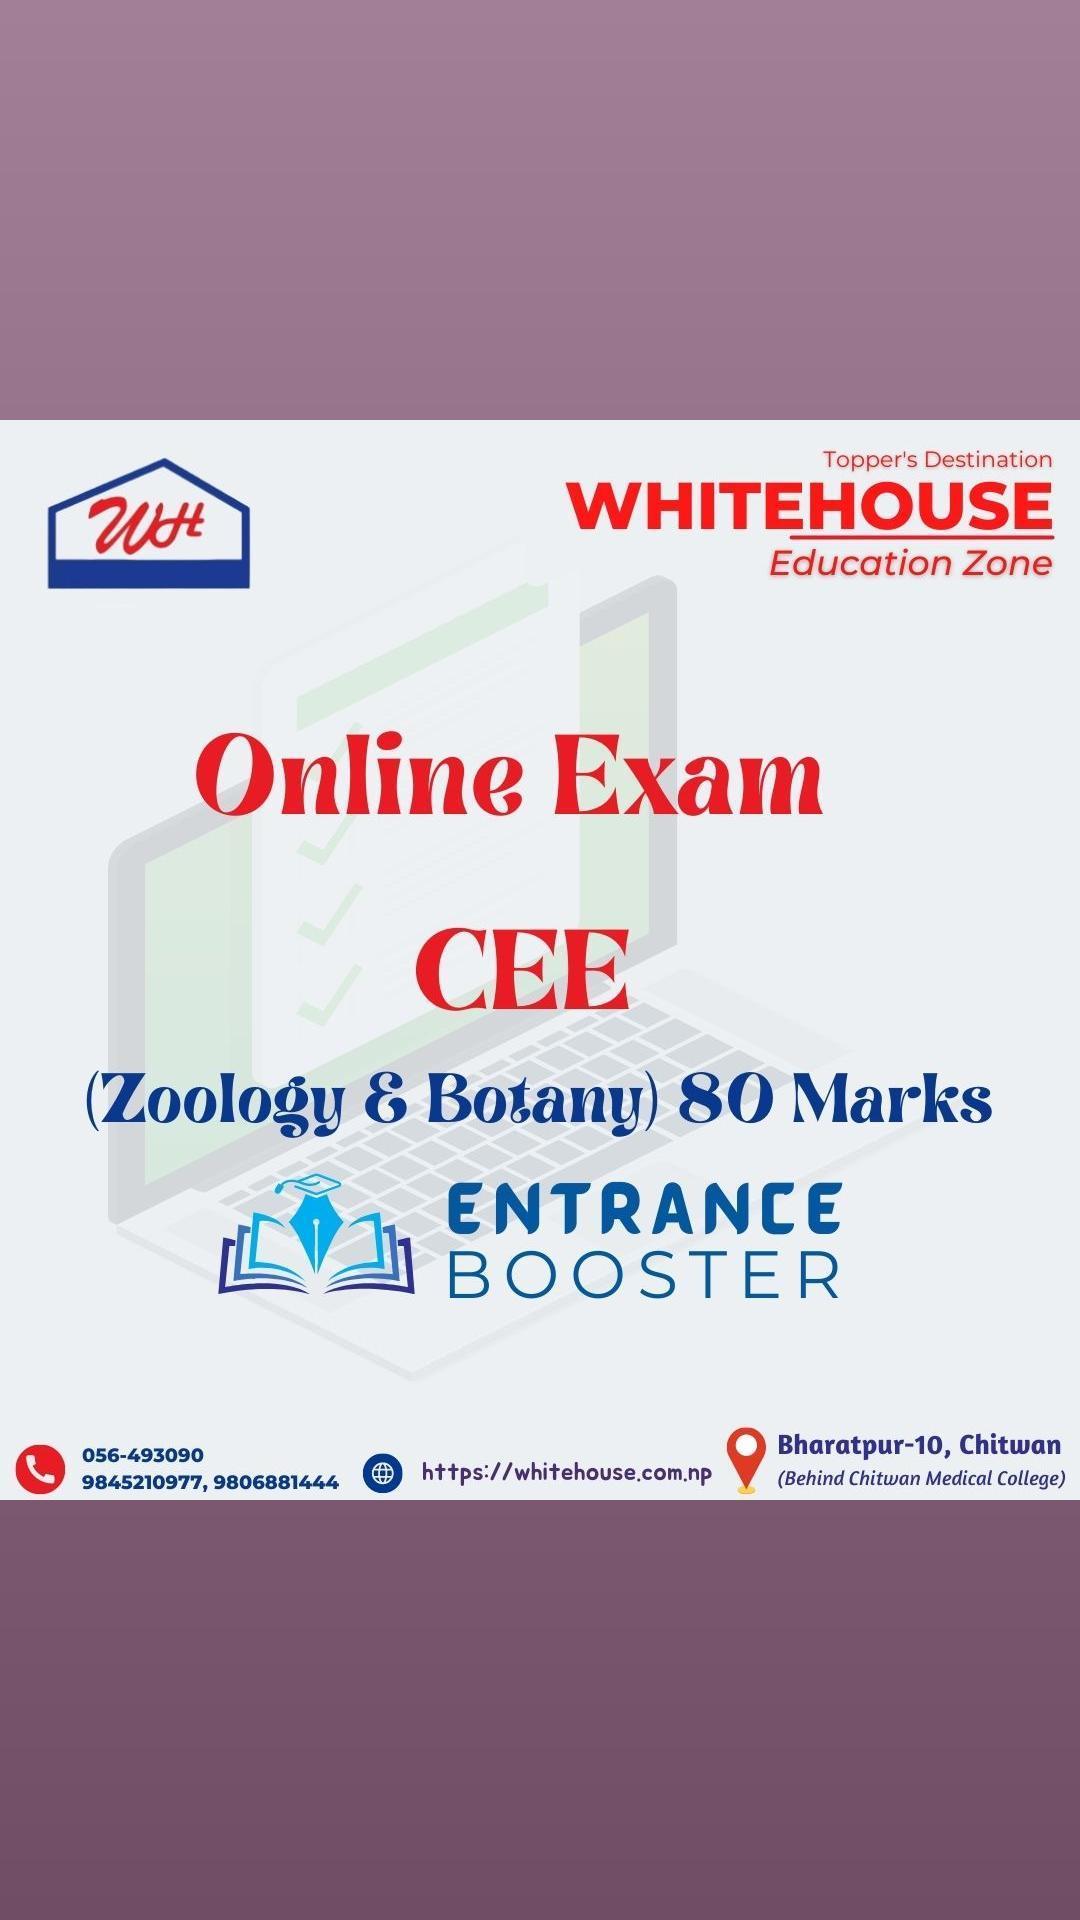 WH
Topper's Destination
WHITEHOUSE
Education Zone
Online Exam
CEE
(Zoology & Botany) 80 Marks
ENTRANCE
BOOSTER
056-493090
9845210977, 9806881444
https://whitehouse.com.np
Bharatpur-10, Chitwan
(Behind Chitwan Medical College)